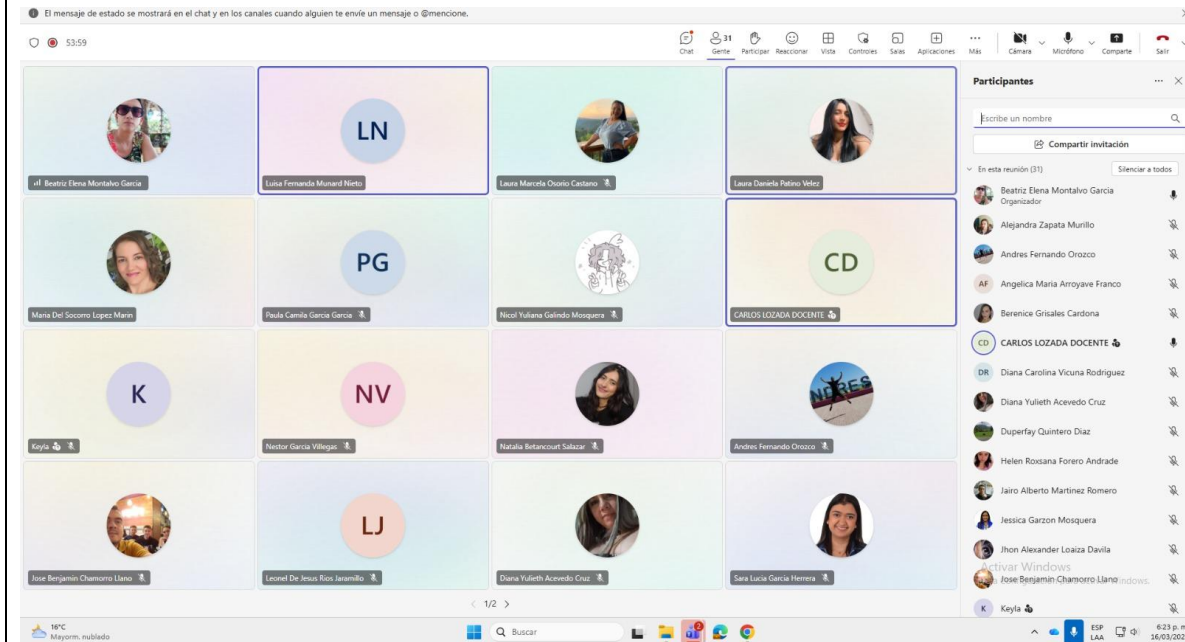 El mensaje de estado se mostrará en el chat y en los canales cuando alguien te envíe un mensaje o @mencione.
53:59
31
Chat Gente Participar Reaccionar Vista Controles Salas Aplicaciones Más Cámara Micrófono Comparte Salir
Beatriz Elena Montalvo Garcia
LN
Luisa Fernanda Munard Nieto
Laura Marcela Osorio Castano
Laura Daniela Patino Velez
Maria Del Socorro Lopez Marin
PG
Paula Camila Garcia Garcia
Nicol Yuliana Galindo Mosquera
CD
CARLOS LOZADA DOCENTE
K
Keyla
NV
Nestor Garcia Villegas
Natalia Betancourt Salazar
NDRES
Andres Fernando Orozco
Jose Benjamin Chamorro Llano
LJ
Leonel De Jesus Rios Jaramillo
Diana Yulieth Acevedo Cruz
Sara Lucia Garcia Herrera
1/2
Participantes
Escribe un nombre
Compartir invitación
En esta reunión (31)
Silenciar a todos
Beatriz Elena Montalvo Garcia
Organizador
Alejandra Zapata Murillo
Andres Fernando Orozco
AF Angelica Maria Arroyave Franco
Berenice Grisales Cardona
CD CARLOS LOZADA DOCENTE
DR Diana Carolina Vicuna Rodriguez
Diana Yulieth Acevedo Cruz
Duperfay Quintero Diaz
Helen Roxsana Forero Andrade
Jairo Alberto Martinez Romero
Jessica Garzon Mosquera
Jhon Alexander Loaiza Davila
Activar Windows
Jose Benjamin Chamorro Llano
K Keyla
16°C
Mayorm. nublado
Buscar
2
ESP
LAA
6:23 p.
16/03/202